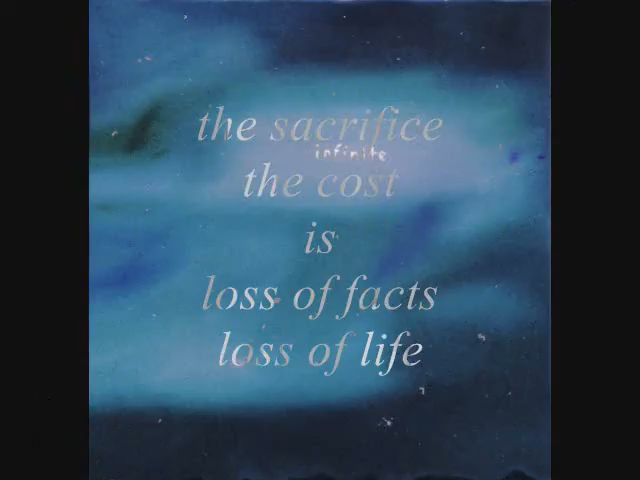 the sacrifice
infinite
the cost
is
loss of facts
loss of life